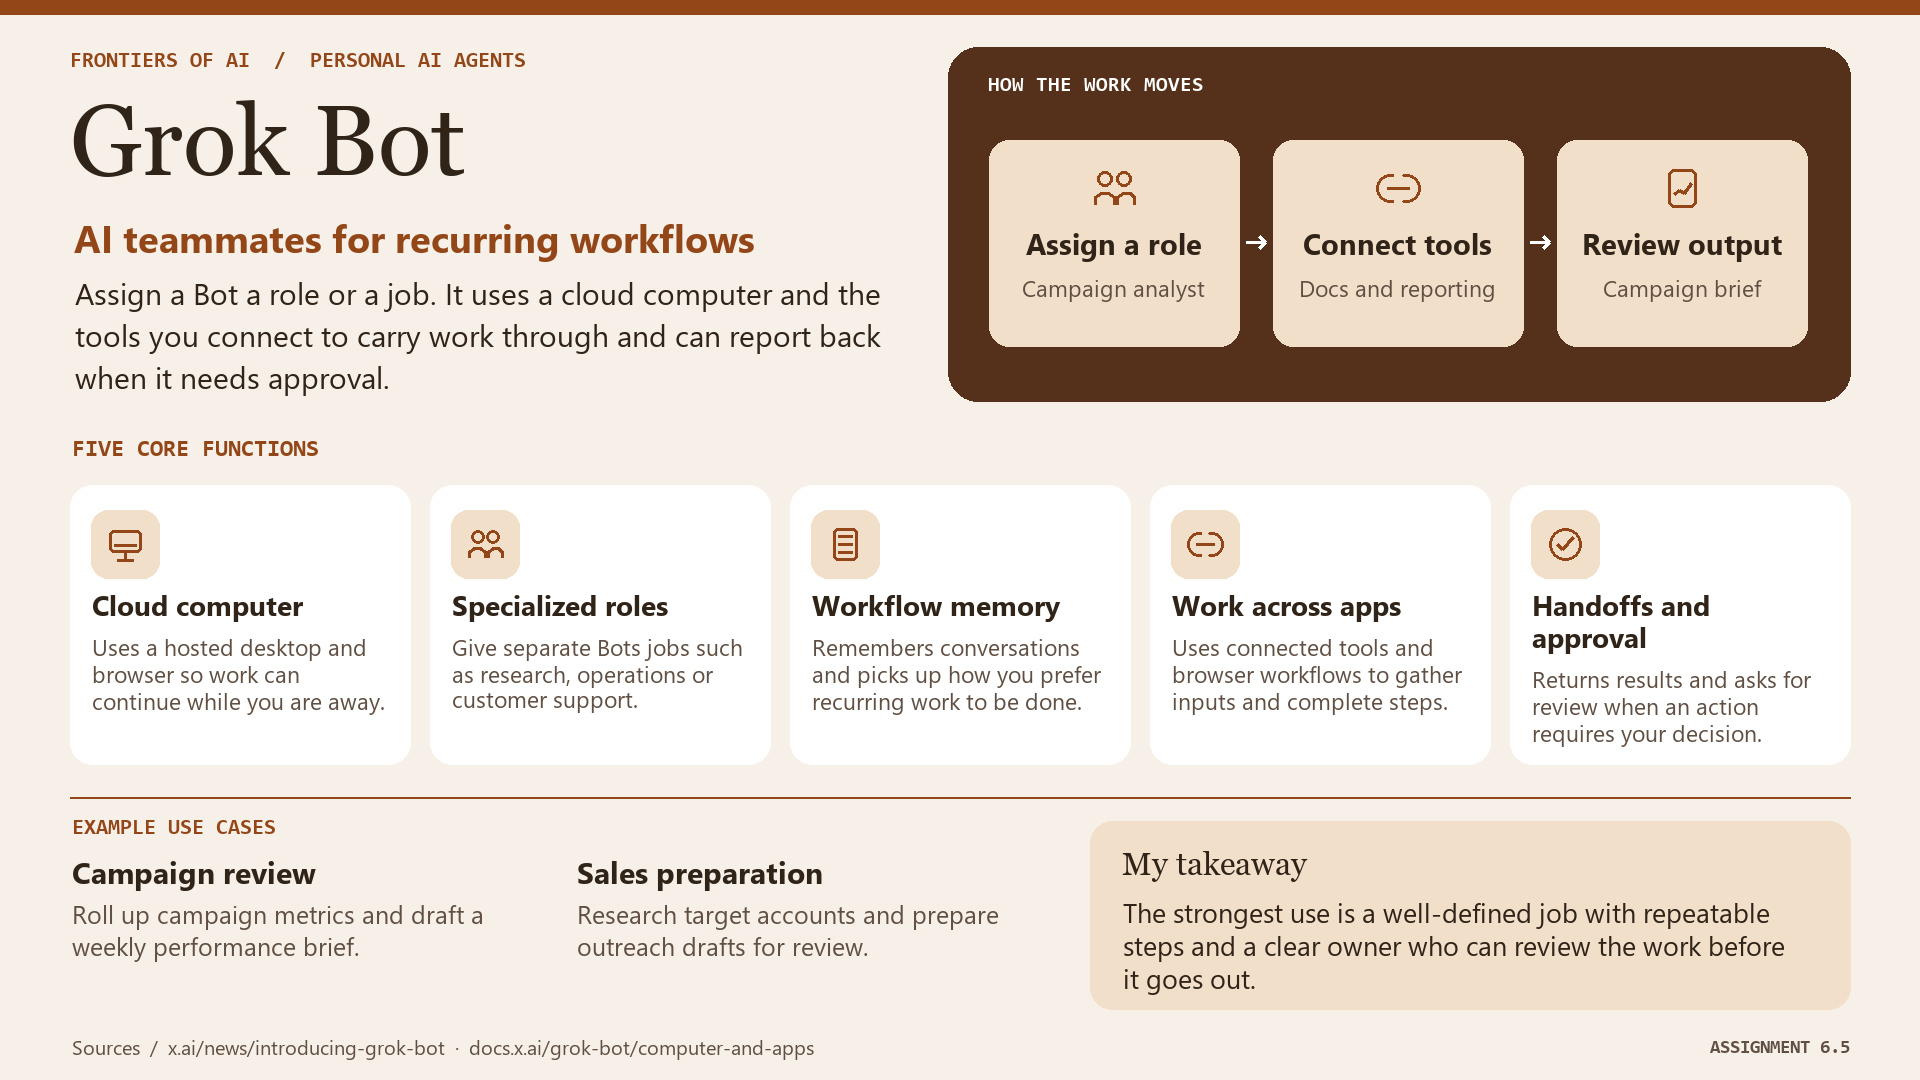 FRONTIERS OF AI / PERSONAL AI AGENTS
Grok Bot
AI teammates for recurring workflows
Assign a Bot a role or a job. It uses a cloud computer and the
tools you connect to carry work through and can report back
when it needs approval.
HOW THE WORK MOVES
Assign a role
Campaign analyst
→
Connect tools
Docs and reporting
→
Review output
Campaign brief
FIVE CORE FUNCTIONS
Cloud computer
Uses a hosted desktop and
browser so work can
continue while you are away.
Specialized roles
Give separate Bots jobs such
as research, operations or
customer support.
Workflow memory
Remembers conversations
and picks up how you prefer
recurring work to be done.
Work across apps
Uses connected tools and
browser workflows to gather
inputs and complete steps.
Handoffs and
approval
Returns results and asks for
review when an action
requires your decision.
EXAMPLE USE CASES
Campaign review
Roll up campaign metrics and draft a
weekly performance brief.
Sales preparation
Research target accounts and prepare
outreach drafts for review.
My takeaway
The strongest use is a well-defined job with repeatable
steps and a clear owner who can review the work before
it goes out.
Sources / x.ai/news/introducing-grok-bot · docs.x.ai/grok-bot/computer-and-apps
ASSIGNMENT 6.5